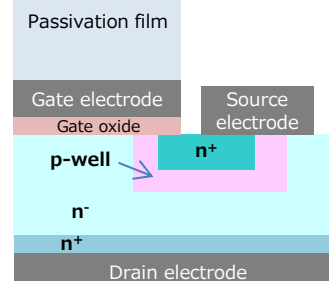 Passivation film
Gate electrode
Source
electrode
Gate oxide
p-well
n⁺
n⁻
n⁺
Drain electrode